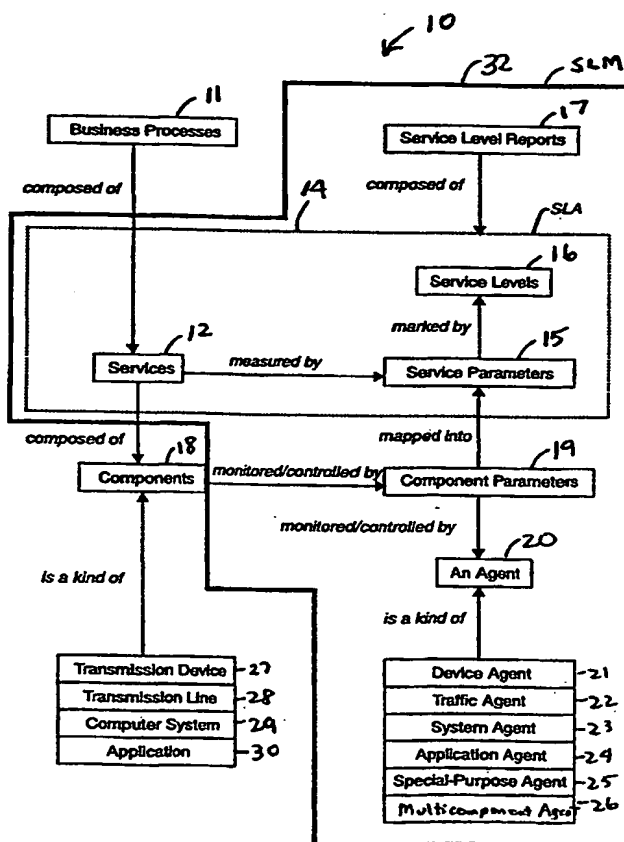 10
32 SLM
11 17
Business Processes Service Level Reports
composed of composed of
14 SLA
16
Service Levels
marked by
12 15
Services measured by Service Parameters
composed of mapped into
18 19
Components monitored/controlled by Component Parameters
monitored/controlled by
20
An Agent
Is a kind of
is a kind of
Transmission Device 27
Transmission Line 28
Computer System 29
Application 30
Device Agent 21
Traffic Agent 22
System Agent 23
Application Agent 24
Special-Purpose Agent 25
Multicomponent Agent 26